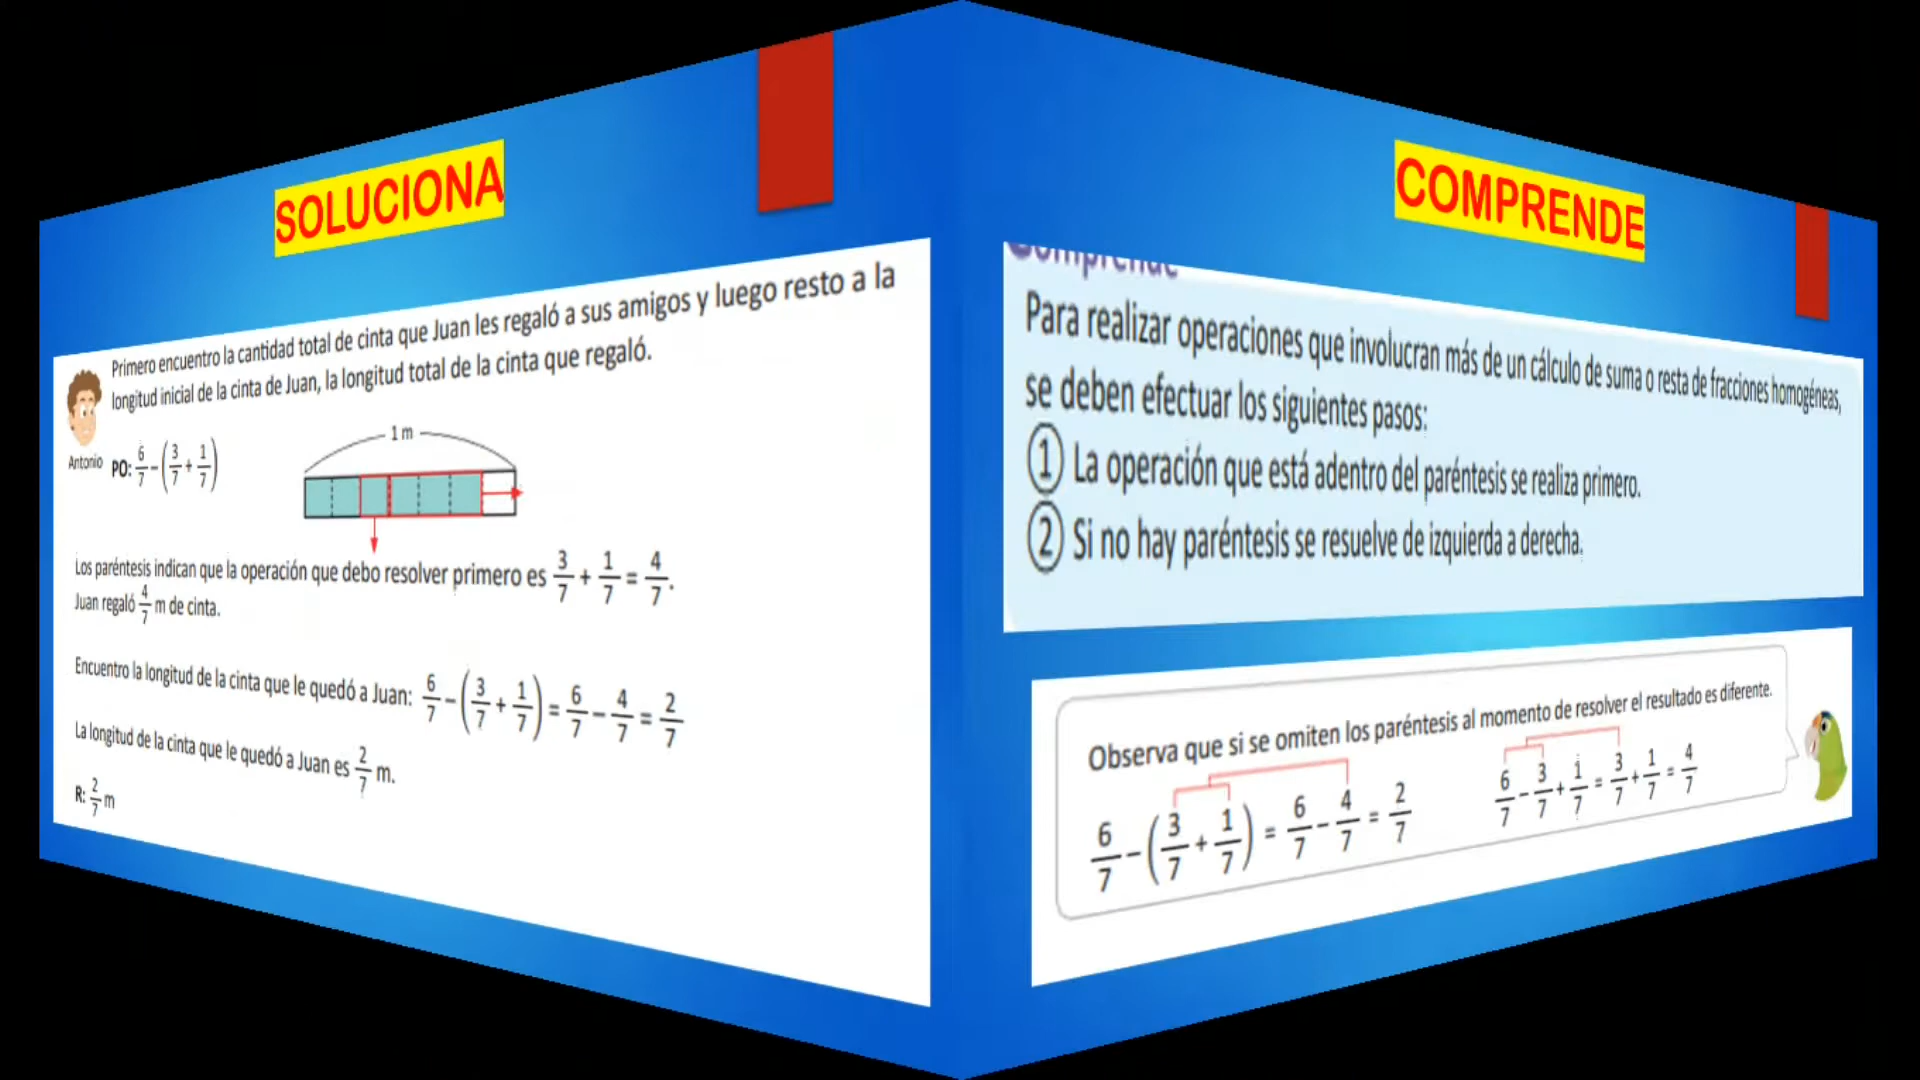 SOLUCIONA
Primero encuentro la cantidad total de cinta que Juan les regaló a sus amigos y luego resto a la
longitud inicial de la cinta de Juan, la longitud total de la cinta que regaló.
Antonio
PO: 6/7 - (3/7 + 1/7)
1 m
Los paréntesis indican que la operación que debo resolver primero es 3/7 + 1/7 = 4/7.
Juan regaló 4/7 m de cinta.
Encuentro la longitud de la cinta que le quedó a Juan: 6/7 - (3/7 + 1/7) = 6/7 - 4/7 = 2/7
La longitud de la cinta que le quedó a Juan es 2/7 m.
R: 2/7 m
COMPRENDE
Comprende
Para realizar operaciones que involucran más de un cálculo de suma o resta de fracciones homogéneas,
se deben efectuar los siguientes pasos:
① La operación que está adentro del paréntesis se realiza primero.
② Si no hay paréntesis se resuelve de izquierda a derecha.
Observa que si se omiten los paréntesis al momento de resolver el resultado es diferente.
6/7 - (3/7 + 1/7) = 6/7 - 4/7 = 2/7
6/7 - 3/7 + 1/7 = 3/7 + 1/7 = 4/7